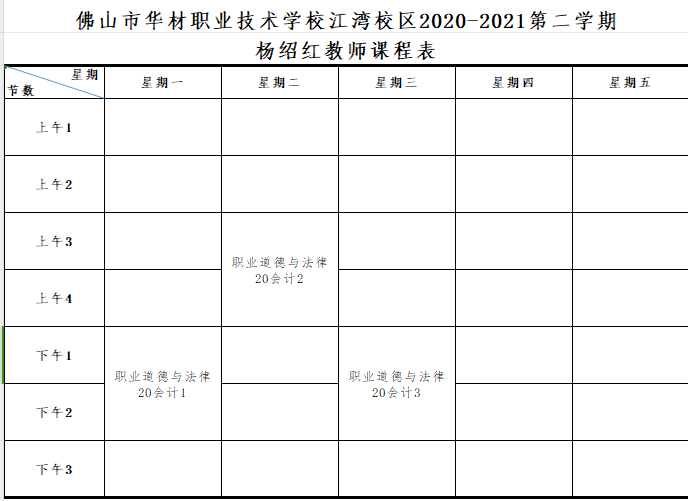 佛山市华材职业技术学校江湾校区2020-2021第二学期
杨绍红教师课程表
星期
节数
星期一 星期二 星期三 星期四 星期五
上午1
上午2
上午3
职业道德与法律
20会计2
上午4
下午1
职业道德与法律 职业道德与法律
20会计1 20会计3
下午2
下午3